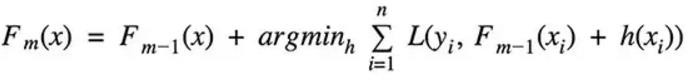 F_m(x) = F_{m-1}(x) + argmin_h \sum_{i=1}^{n} L(y_i, F_{m-1}(x_i) + h(x_i))